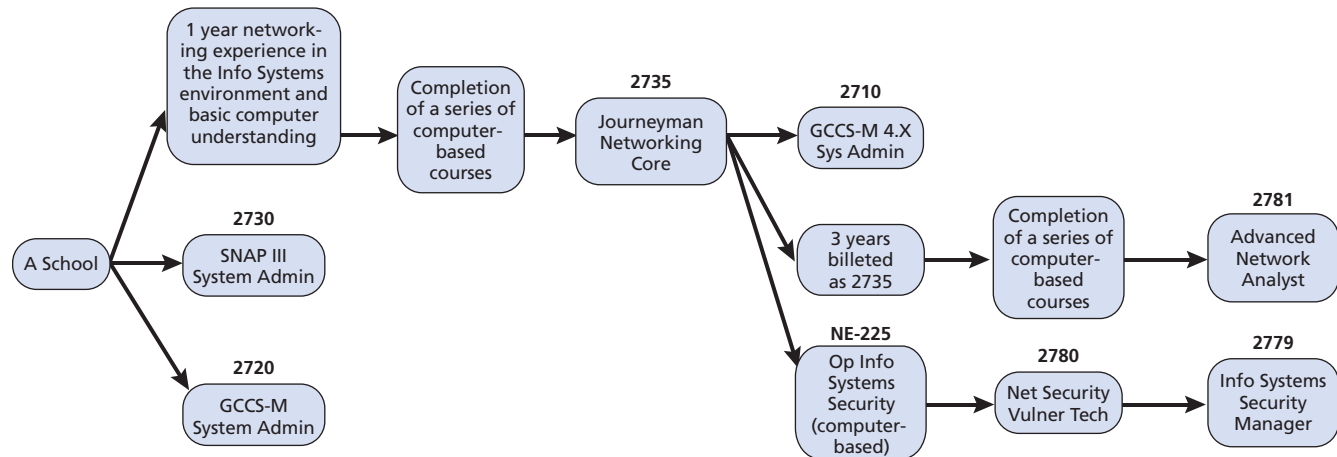 1 year network-
ing experience in
the Info Systems
environment and
basic computer
understanding
Completion
of a series of
computer-
based
courses
2735
Journeyman
Networking
Core
2710
GCCS-M 4.X
Sys Admin
A School
2730
SNAP III
System Admin
2720
GCCS-M
System Admin
3 years
billeted
as 2735
Completion
of a series of
computer-
based
courses
2781
Advanced
Network
Analyst
NE-225
Op Info
Systems
Security
(computer-
based)
2780
Net Security
Vulner Tech
2779
Info Systems
Security
Manager